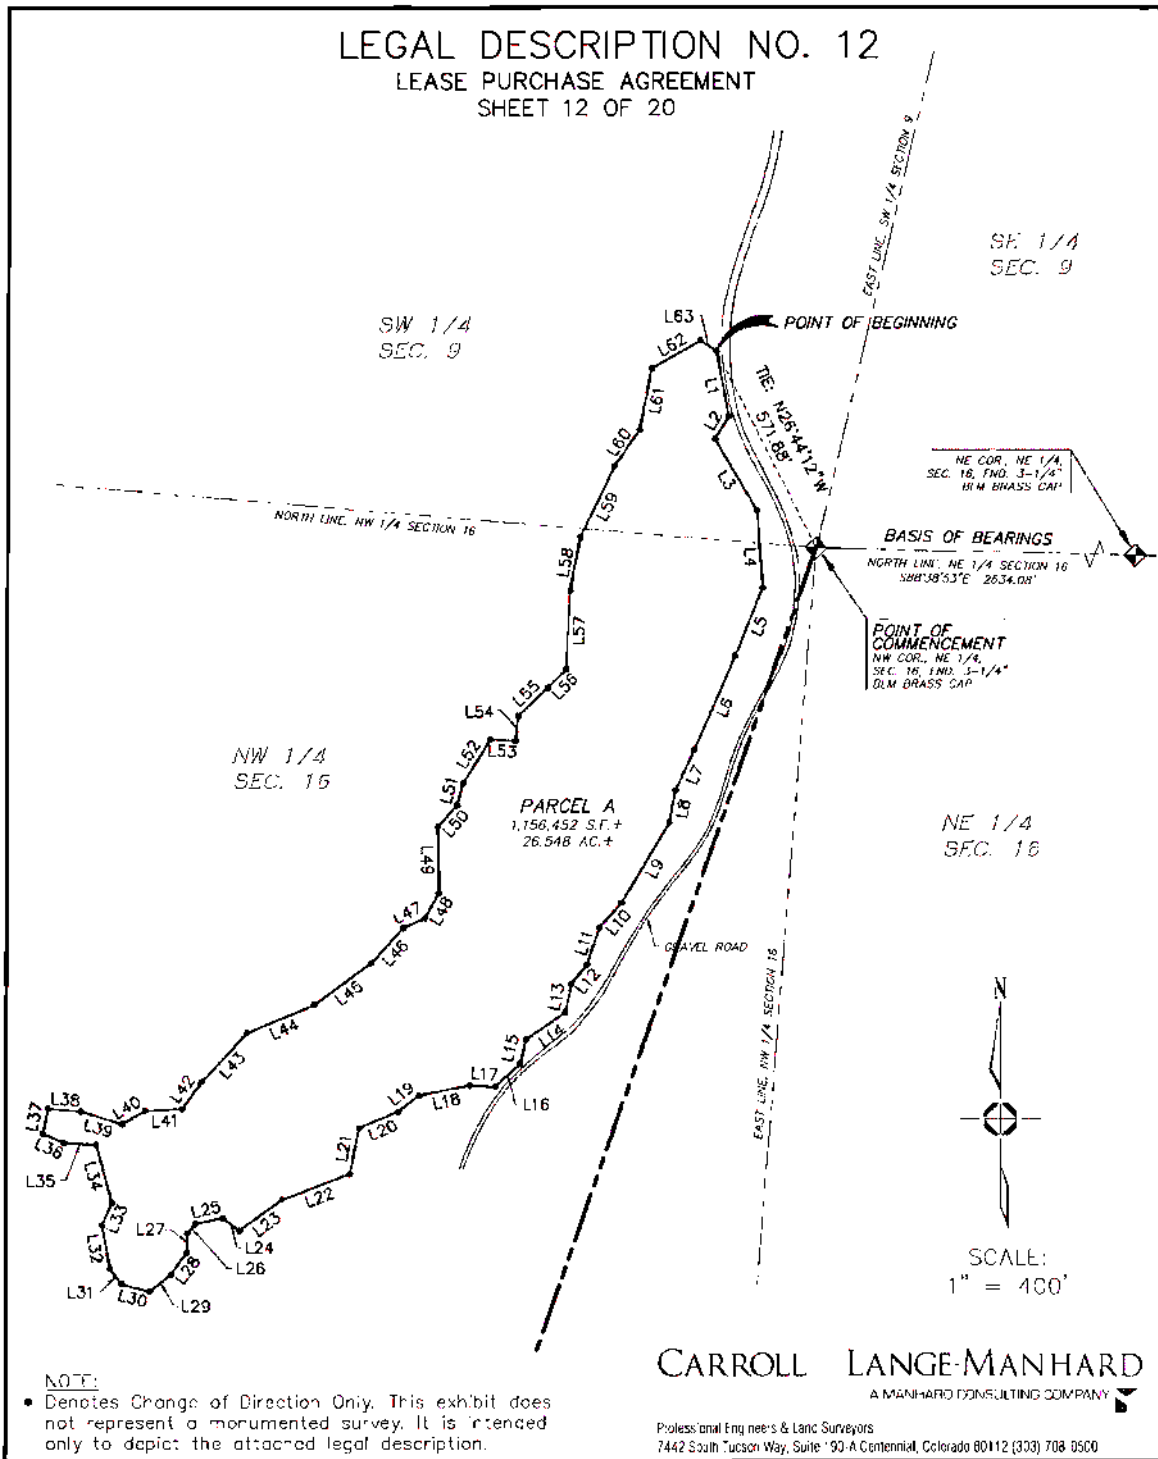 LEGAL DESCRIPTION NO. 12
LEASE PURCHASE AGREEMENT
SHEET 12 OF 20
EAST LINE, SW 1/4 SECTION 9
SE 1/4
SEC. 9
SW 1/4
SEC. 9
L63
POINT OF BEGINNING
L62
L61
L1
TIE: N26°44'12"W
571.88'
L2
L60
L3
NE COR., NE 1/4,
SEC. 16, FND. 3-1/4"
BLM BRASS CAP
L59
NORTH LINE, NW 1/4 SECTION 16
BASIS OF BEARINGS
NORTH LINE, NE 1/4 SECTION 16
S88°38'53"E 2634.08'
L58
L4
L5
L57
POINT OF
COMMENCEMENT
NW COR., NE 1/4,
SEC. 16, FND. 3-1/4"
BLM BRASS CAP
L56
L55
L54
L53
L6
L52
NW 1/4
SEC. 16
L51
L50
L7
L8
PARCEL A
1,156,452 S.F.±
26.548 AC.±
NE 1/4
SEC. 16
L49
L9
L48
L47
L10
L46
L11
GRAVEL ROAD
L12
L45
L13
L44
L14
L15
EAST LINE, NW 1/4 SECTION 16
N
L43
L42
L17
L16
L18
L19
L41
L40
L39
L38
L37
L20
L36
L35
L34
L21
L22
L33
L25
L23
L27
L24
L26
L32
L28
L31
L30
L29
SCALE:
1" = 400'
CARROLL LANGE-MANHARD
A MANHARD CONSULTING COMPANY
NOTE:
• Denotes Change of Direction Only. This exhibit does
not represent a monumented survey. It is intended
only to depict the attached legal description.
Professional Engineers & Land Surveyors
7442 South Tucson Way, Suite 190-A Centennial, Colorado 80112 (303) 708-0500